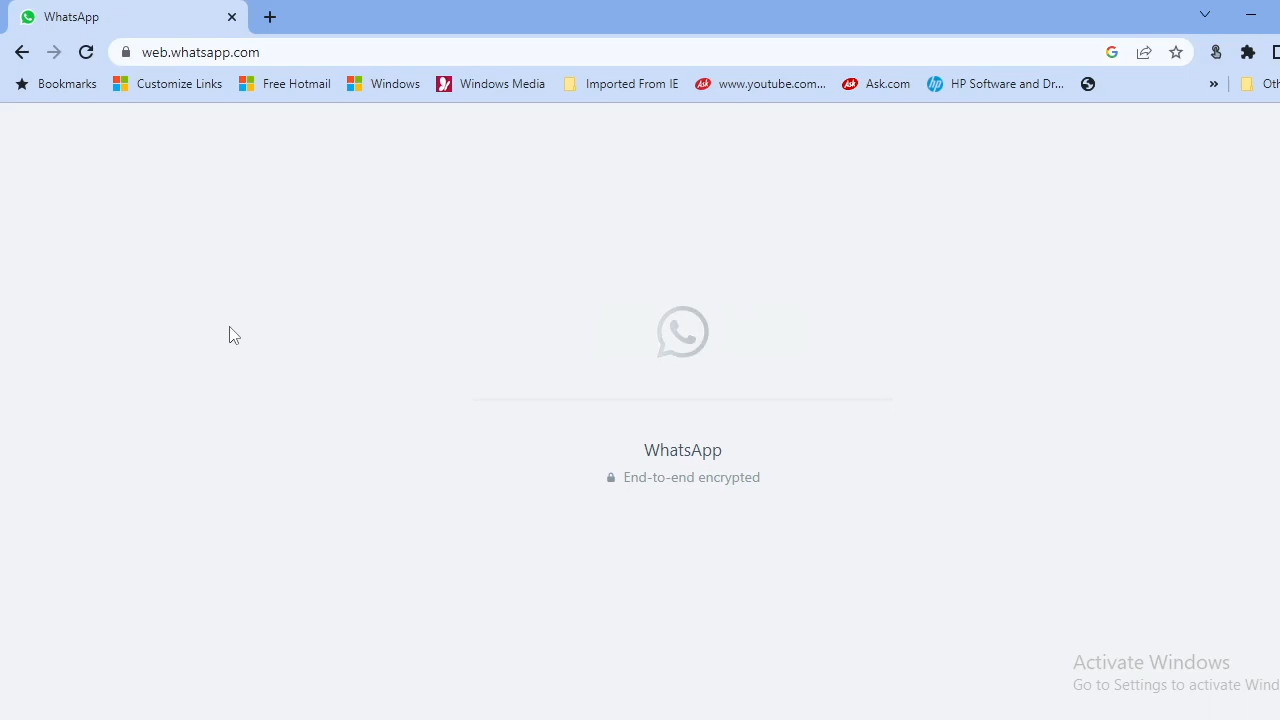 WhatsApp
web.whatsapp.com
Bookmarks Customize Links Free Hotmail Windows Windows Media Imported From IE www.youtube.com... Ask.com HP Software and Dr... » Oth
WhatsApp
End-to-end encrypted
Activate Windows
Go to Settings to activate Wind